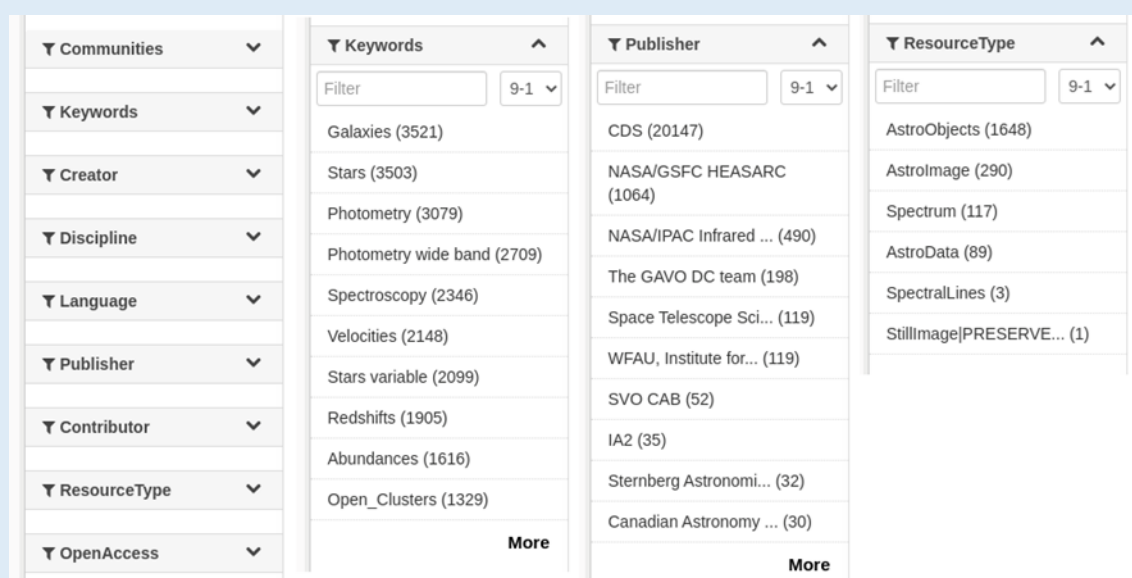 Communities
Keywords
Creator
Discipline
Language
Publisher
Contributor
ResourceType
OpenAccess
Keywords
Filter
9-1
Galaxies (3521)
Stars (3503)
Photometry (3079)
Photometry wide band (2709)
Spectroscopy (2346)
Velocities (2148)
Stars variable (2099)
Redshifts (1905)
Abundances (1616)
Open_Clusters (1329)
More
Publisher
Filter
9-1
CDS (20147)
NASA/GSFC HEASARC
(1064)
NASA/IPAC Infrared ... (490)
The GAVO DC team (198)
Space Telescope Sci... (119)
WFAU, Institute for... (119)
SVO CAB (52)
IA2 (35)
Sternberg Astronomi... (32)
Canadian Astronomy ... (30)
More
ResourceType
Filter
9-1
AstroObjects (1648)
AstroImage (290)
Spectrum (117)
AstroData (89)
SpectralLines (3)
StillImage|PRESERVE... (1)